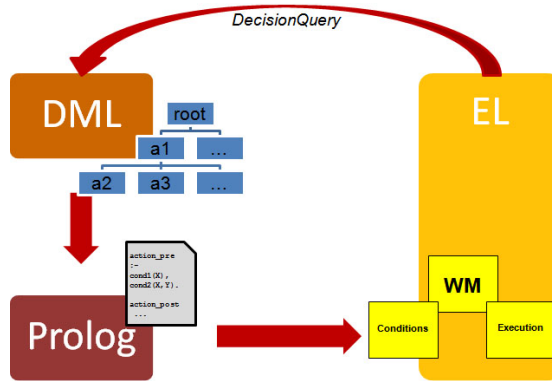 DecisionQuery
DML
EL
root
a1
...
a2
a3
...
action_pre
:-
cond1(X),
cond2(X,Y).
action_post
...
WM
Conditions
Execution
Prolog